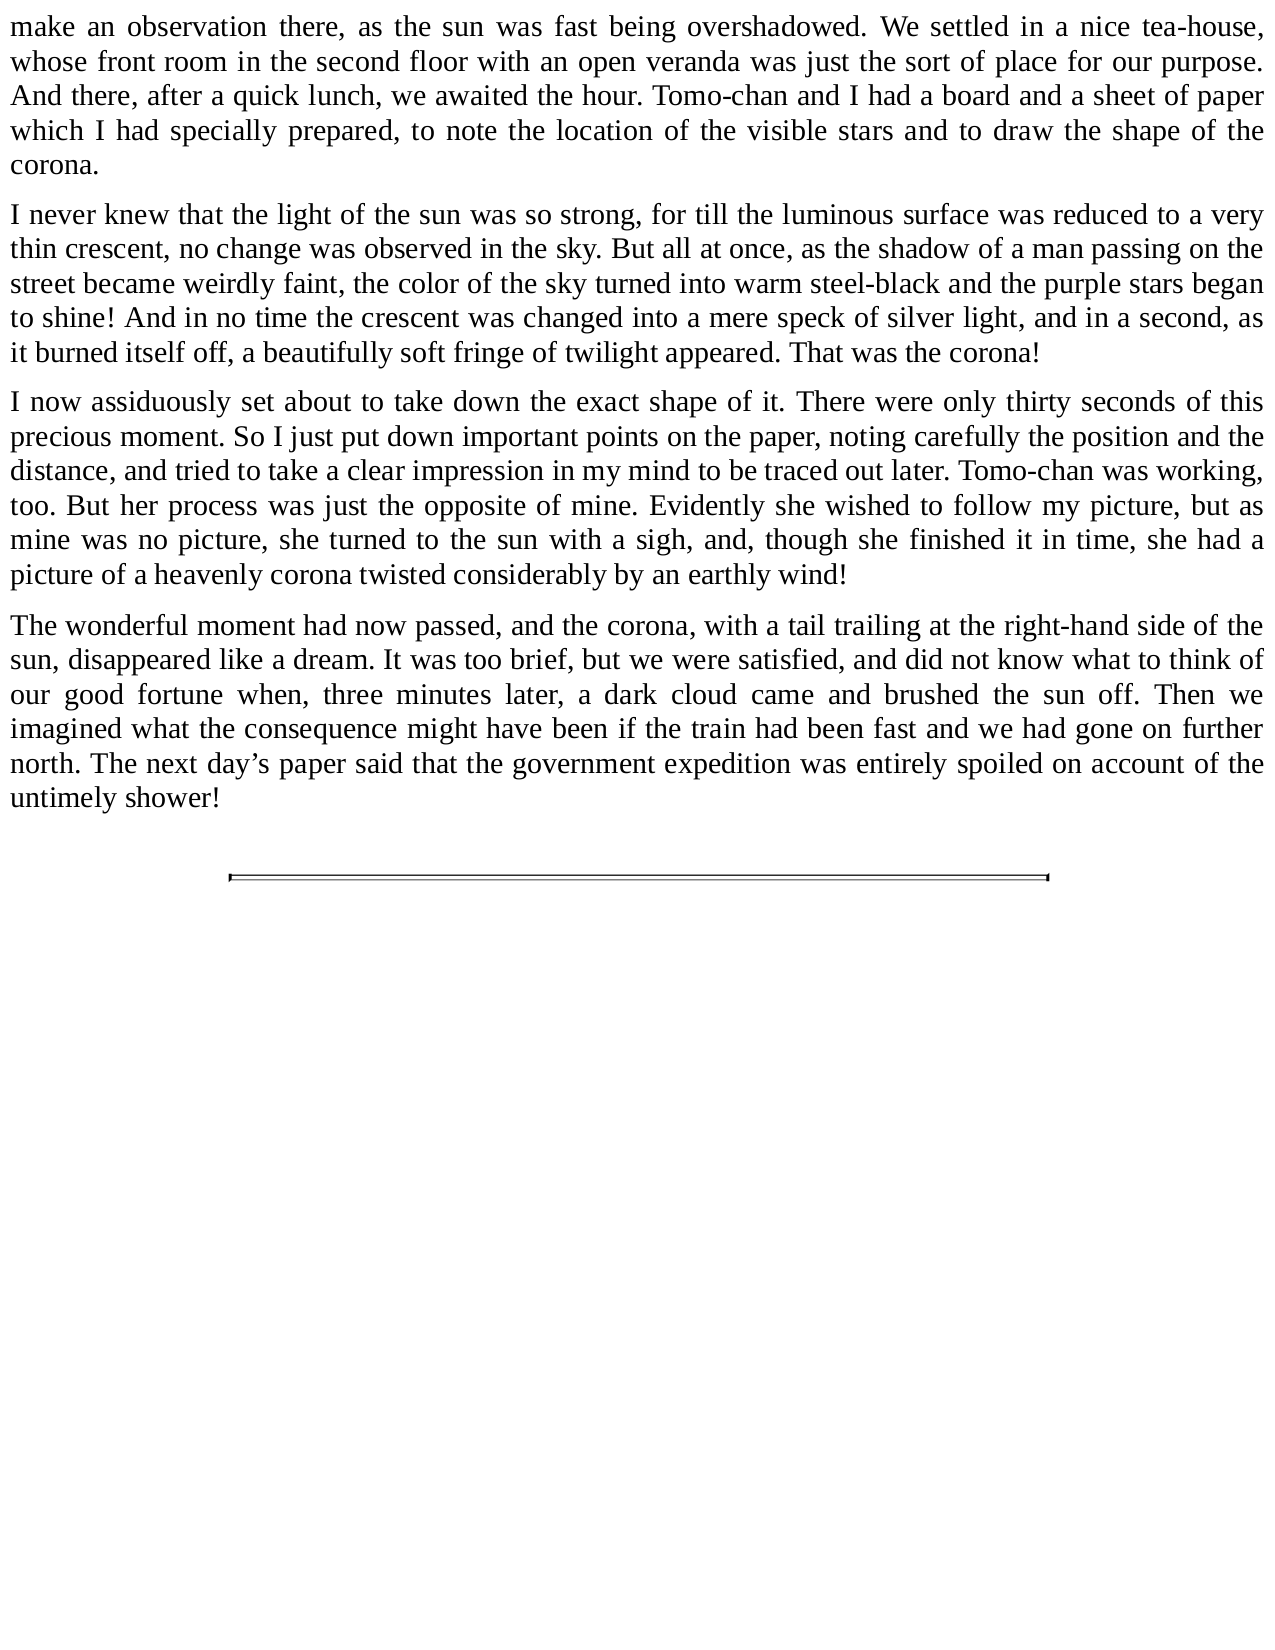 make an observation there, as the sun was fast being overshadowed. We settled in a nice tea-house,
whose front room in the second floor with an open veranda was just the sort of place for our purpose.
And there, after a quick lunch, we awaited the hour. Tomo-chan and I had a board and a sheet of paper
which I had specially prepared, to note the location of the visible stars and to draw the shape of the
corona.
I never knew that the light of the sun was so strong, for till the luminous surface was reduced to a very
thin crescent, no change was observed in the sky. But all at once, as the shadow of a man passing on the
street became weirdly faint, the color of the sky turned into warm steel-black and the purple stars began
to shine! And in no time the crescent was changed into a mere speck of silver light, and in a second, as
it burned itself off, a beautifully soft fringe of twilight appeared. That was the corona!
I now assiduously set about to take down the exact shape of it. There were only thirty seconds of this
precious moment. So I just put down important points on the paper, noting carefully the position and the
distance, and tried to take a clear impression in my mind to be traced out later. Tomo-chan was working,
too. But her process was just the opposite of mine. Evidently she wished to follow my picture, but as
mine was no picture, she turned to the sun with a sigh, and, though she finished it in time, she had a
picture of a heavenly corona twisted considerably by an earthly wind!
The wonderful moment had now passed, and the corona, with a tail trailing at the right-hand side of the
sun, disappeared like a dream. It was too brief, but we were satisfied, and did not know what to think of
our good fortune when, three minutes later, a dark cloud came and brushed the sun off. Then we
imagined what the consequence might have been if the train had been fast and we had gone on further
north. The next day’s paper said that the government expedition was entirely spoiled on account of the
untimely shower!